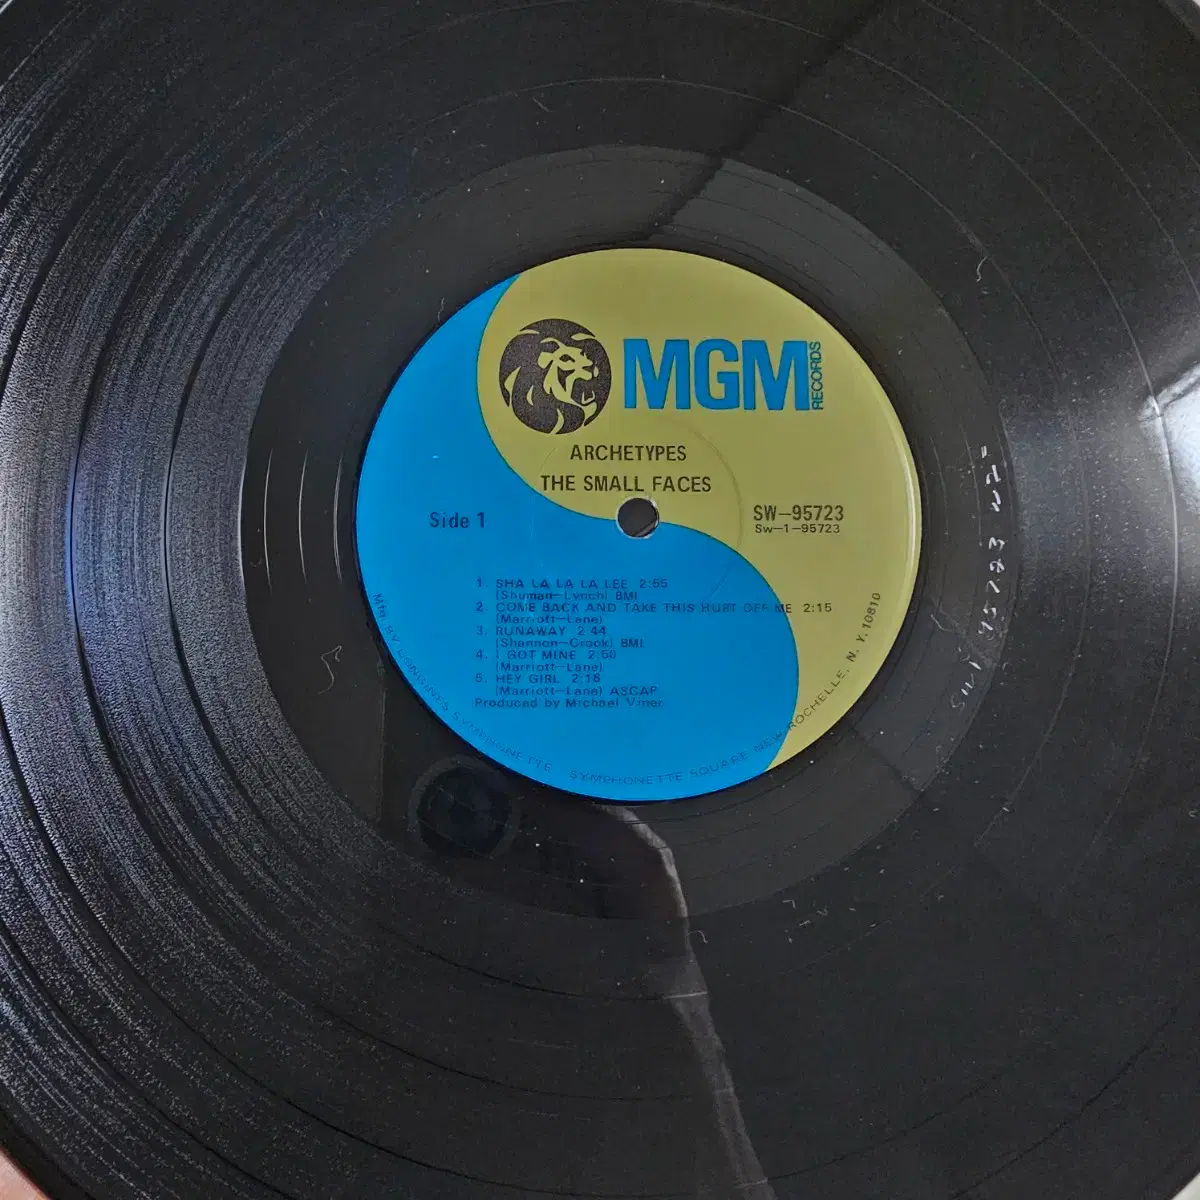 MGM RECORDS
ARCHETYPES
THE SMALL FACES
Side 1
SW-95723
Sw-1-95723
1. SHA LA LA LA LEE 2:55
(Shuman-Lynch) BMI
2. COME BACK AND TAKE THIS HURT OFF ME 2:15
(Marriott-Lane)
3. RUNAWAY 2:44
(Shannon-Crook) BMI
4. I GOT MINE 2:50
(Marriott-Lane)
5. HEY GIRL 2:18
(Marriott-Lane) ASCAP
Produced by Michael Viner
Mfg. BY LONGINES SYMPHONETTE SYMPHONETTE SQUARE NEW ROCHELLE, N. Y. 10810